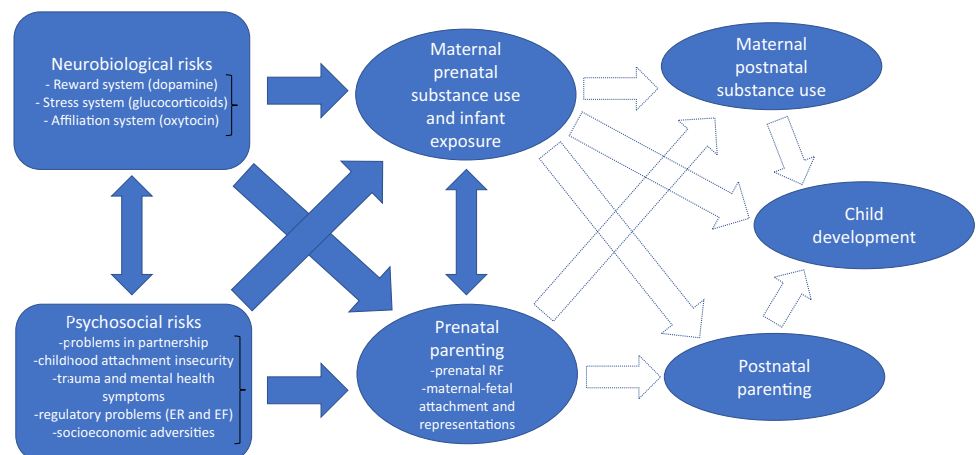 Neurobiological risks
- Reward system (dopamine)
- Stress system (glucocorticoids)
- Affiliation system (oxytocin)
Maternal
prenatal
substance use
and infant
exposure
Maternal
postnatal
substance use
Child
development
Psychosocial risks
-problems in partnership
-childhood attachment insecurity
-trauma and mental health
symptoms
-regulatory problems (ER and EF)
-socioeconomic adversities
Prenatal
parenting
-prenatal RF
-maternal-fetal
attachment and
representations
Postnatal
parenting